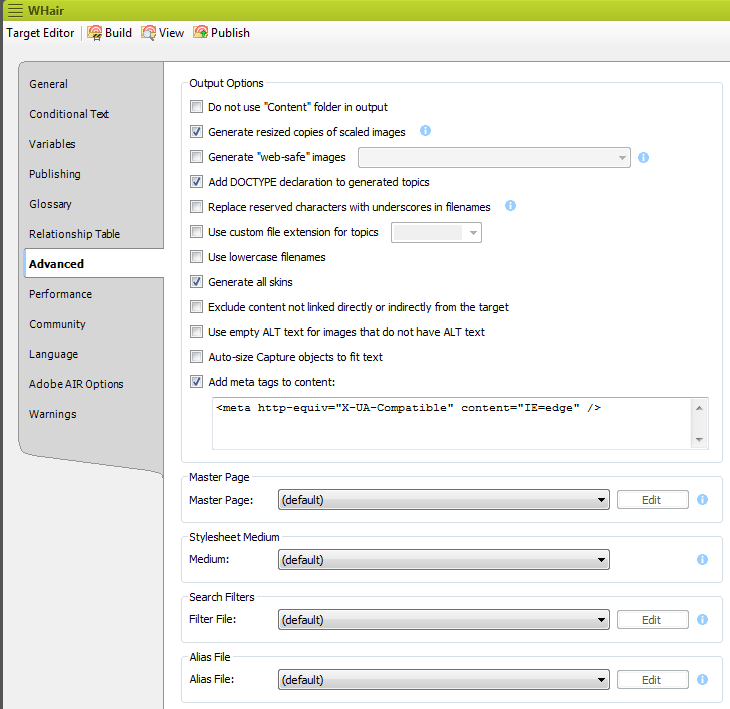 WHair
Target Editor Build View Publish
General
Conditional Text
Variables
Publishing
Glossary
Relationship Table
Advanced
Performance
Community
Language
Adobe AIR Options
Warnings
Output Options
Do not use "Content" folder in output
Generate resized copies of scaled images
Generate "web-safe" images
Add DOCTYPE declaration to generated topics
Replace reserved characters with underscores in filenames
Use custom file extension for topics
Use lowercase filenames
Generate all skins
Exclude content not linked directly or indirectly from the target
Use empty ALT text for images that do not have ALT text
Auto-size Capture objects to fit text
Add meta tags to content:
<meta http-equiv="X-UA-Compatible" content="IE=edge" />
Master Page
Master Page: (default) Edit
Stylesheet Medium
Medium: (default)
Search Filters
Filter File: (default) Edit
Alias File
Alias File: (default) Edit